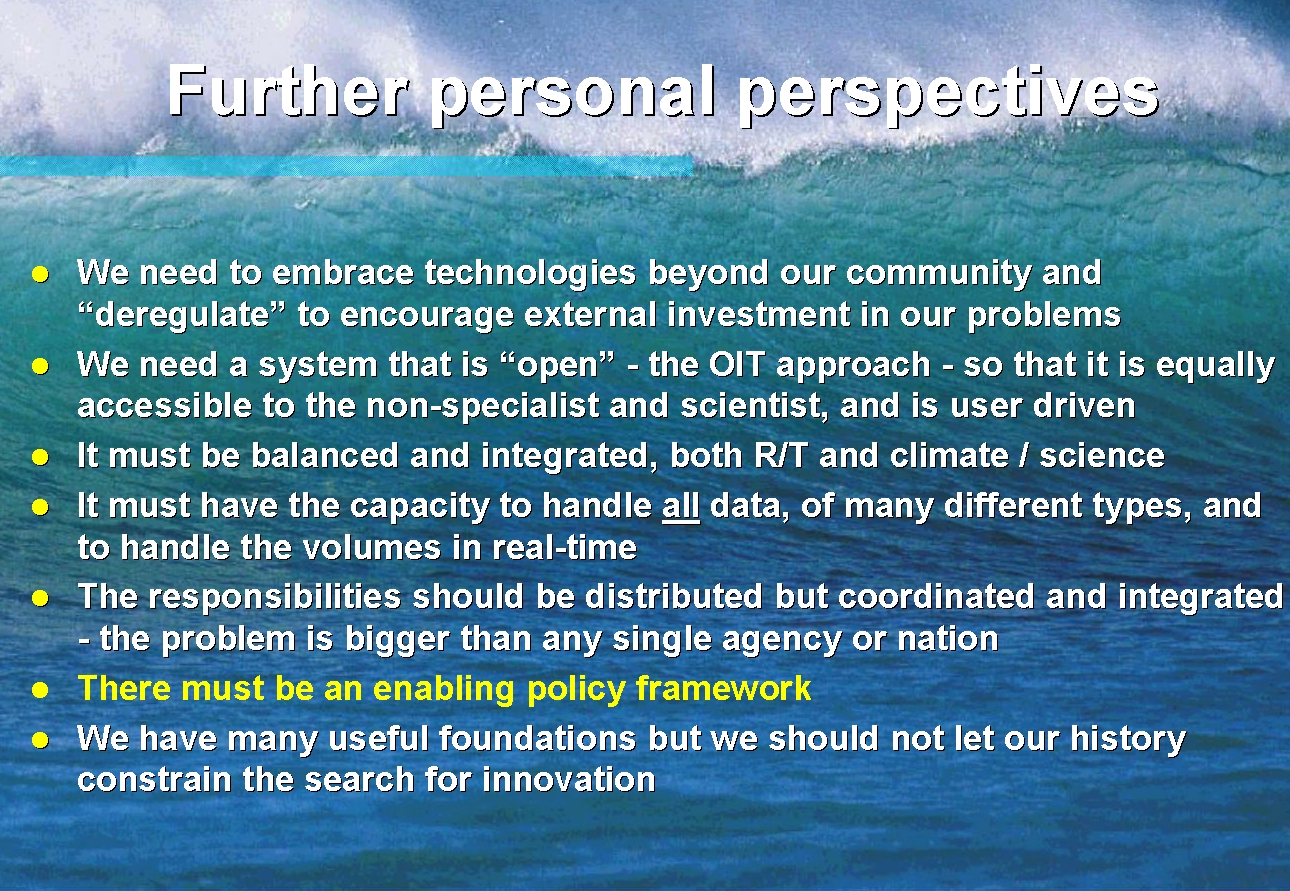 Further personal perspectives
We need to embrace technologies beyond our community and
“deregulate” to encourage external investment in our problems
We need a system that is “open” - the OIT approach - so that it is equally
accessible to the non-specialist and scientist, and is user driven
It must be balanced and integrated, both R/T and climate / science
It must have the capacity to handle all data, of many different types, and
to handle the volumes in real-time
The responsibilities should be distributed but coordinated and integrated
- the problem is bigger than any single agency or nation
There must be an enabling policy framework
We have many useful foundations but we should not let our history
constrain the search for innovation